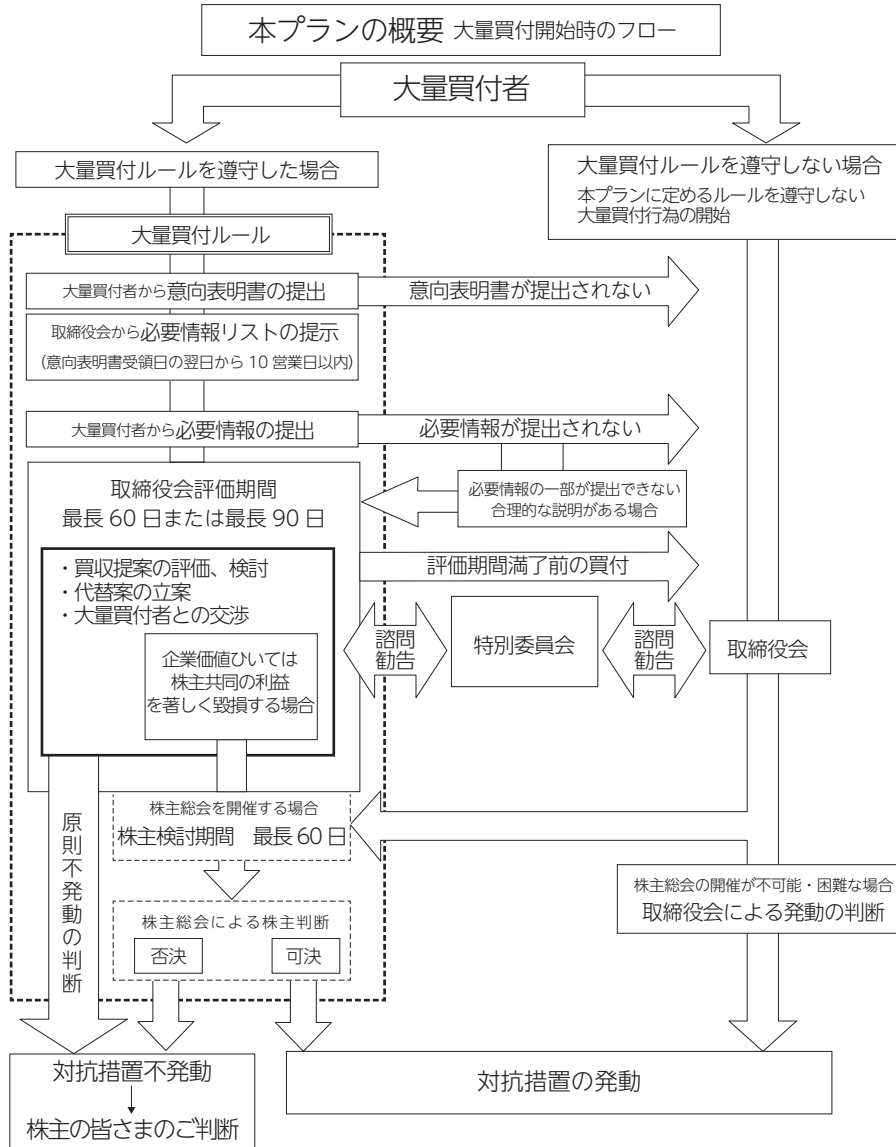 本プランの概要 大量買付開始時のフロー
大量買付者
大量買付ルールを遵守した場合
大量買付ルールを遵守しない場合
本プランに定めるルールを遵守しない
大量買付行為の開始
大量買付ルール
大量買付者から意向表明書の提出
意向表明書が提出されない
取締役会から必要情報リストの提示
(意向表明書受領日の翌日から 10 営業日以内)
大量買付者から必要情報の提出
必要情報が提出されない
必要情報の一部が提出できない
合理的な説明がある場合
取締役会評価期間
最長 60 日または最長 90 日
評価期間満了前の買付
・買収提案の評価、検討
・代替案の立案
・大量買付者との交渉
企業価値ひいては
株主共同の利益
を著しく毀損する場合
諮問
勧告
特別委員会
諮問
勧告
取締役会
原則不発動の判断
株主総会を開催する場合
株主検討期間 最長 60 日
株主総会の開催が不可能・困難な場合
取締役会による発動の判断
株主総会による株主判断
否決
可決
対抗措置不発動
株主の皆さまのご判断
対抗措置の発動